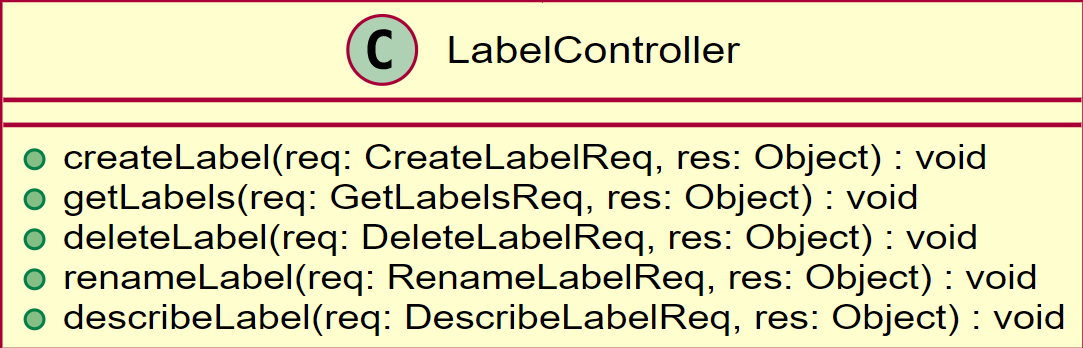 C LabelController
createLabel(req: CreateLabelReq, res: Object) : void
getLabels(req: GetLabelsReq, res: Object) : void
deleteLabel(req: DeleteLabelReq, res: Object) : void
renameLabel(req: RenameLabelReq, res: Object) : void
describeLabel(req: DescribeLabelReq, res: Object) : void